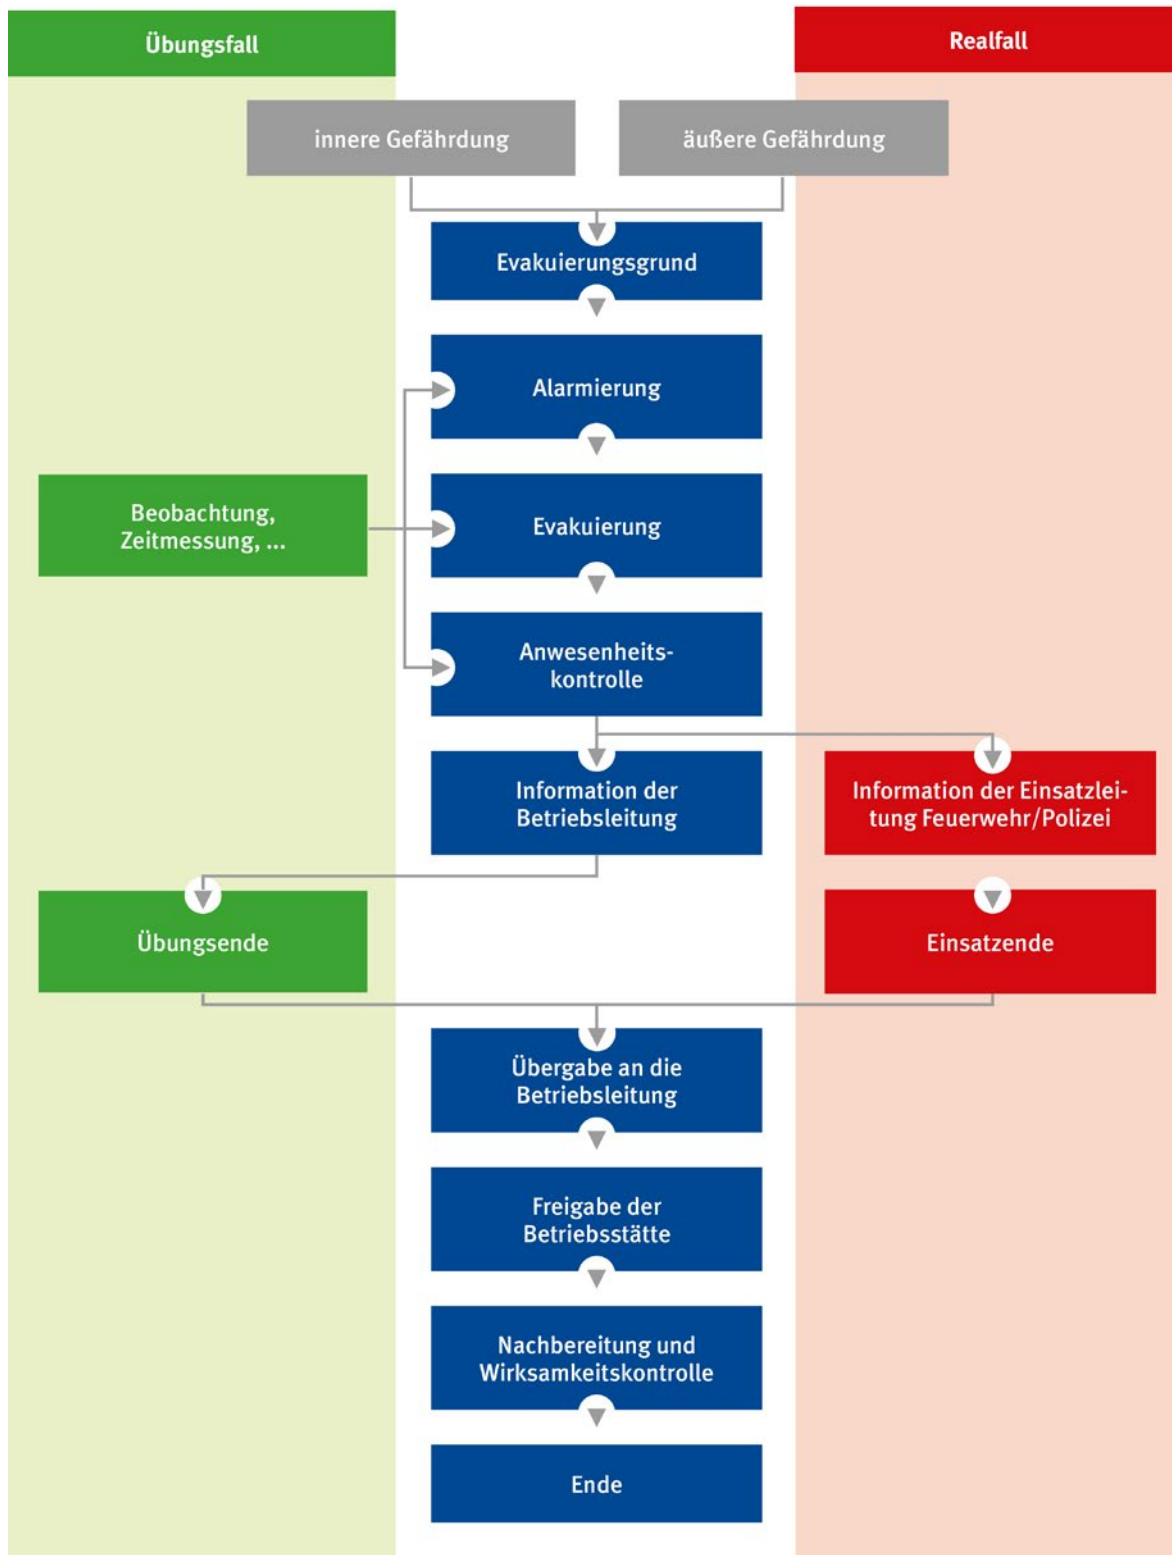 Übungsfall
Realfall
innere Gefährdung
äußere Gefährdung
Evakuierungsgrund
Alarmierung
Beobachtung,
Zeitmessung, ...
Evakuierung
Anwesenheits-
kontrolle
Information der
Betriebsleitung
Information der Einsatzlei-
tung Feuerwehr/Polizei
Übungsende
Einsatzende
Übergabe an die
Betriebsleitung
Freigabe der
Betriebsstätte
Nachbereitung und
Wirksamkeitskontrolle
Ende